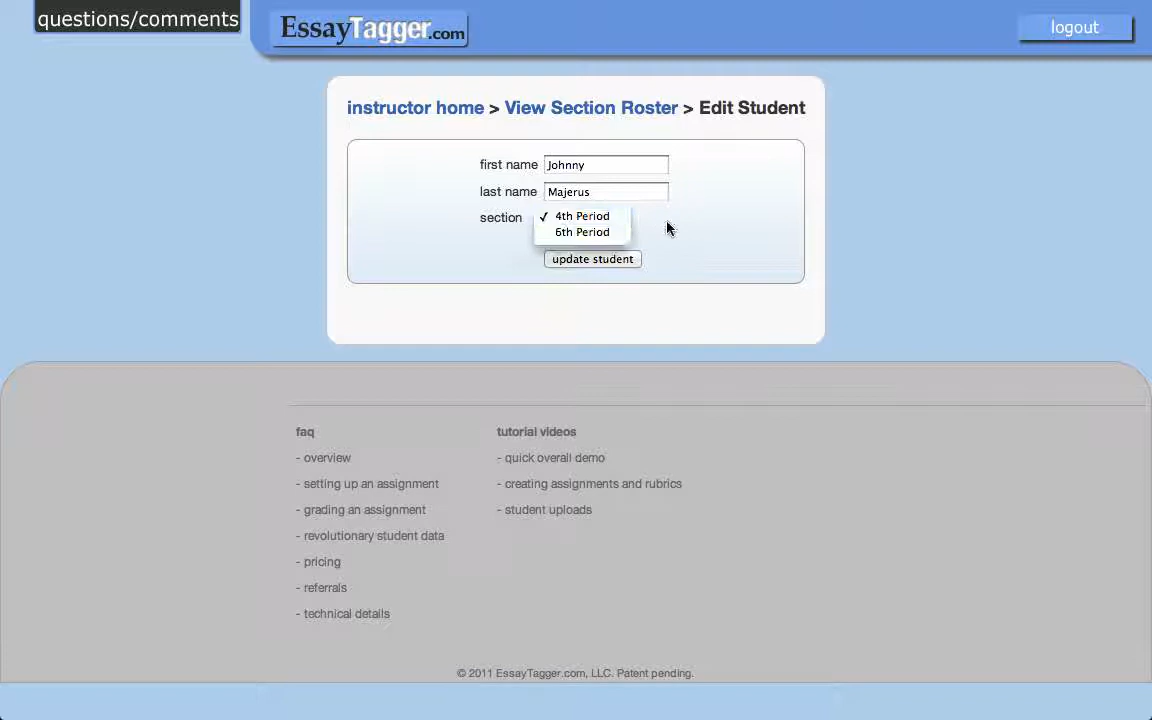 questions/comments
EssayTagger.com
logout
instructor home > View Section Roster > Edit Student
first name Johnny
last name Majerus
section ✓ 4th Period
6th Period
update student
faq
- overview
- setting up an assignment
- grading an assignment
- revolutionary student data
- pricing
- referrals
- technical details
tutorial videos
- quick overall demo
- creating assignments and rubrics
- student uploads
© 2011 EssayTagger.com, LLC. Patent pending.